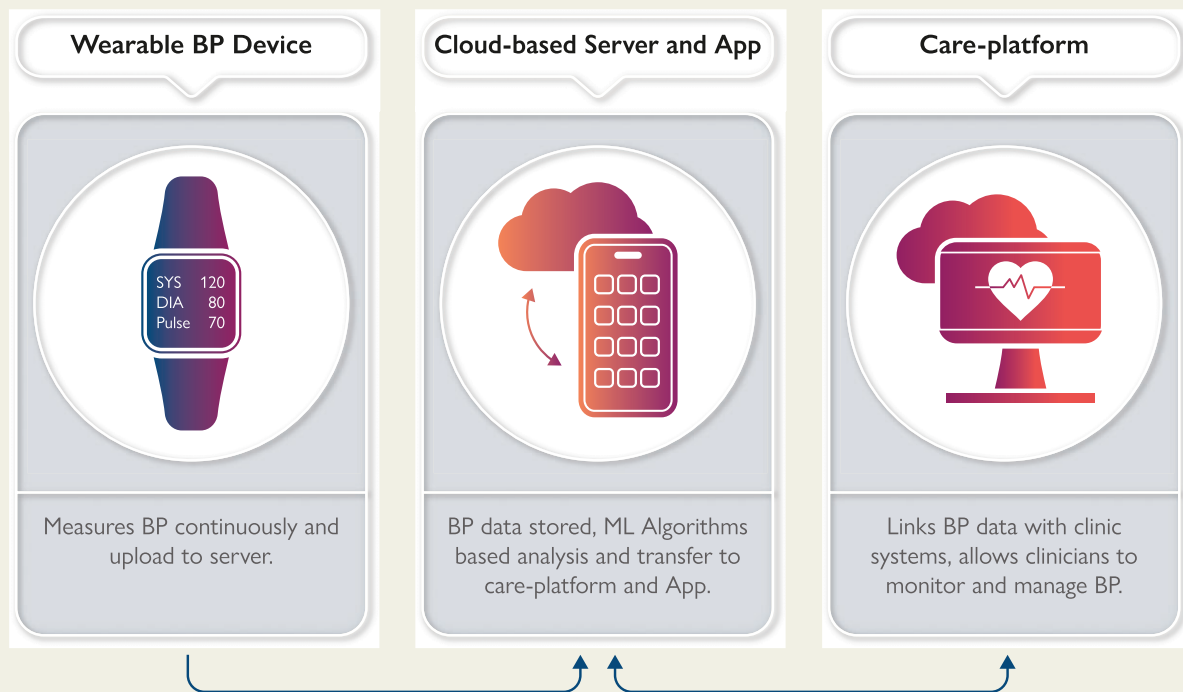 Wearable BP Device
SYS 120
DIA 80
Pulse 70
Measures BP continuously and
upload to server.
Cloud-based Server and App
BP data stored, ML Algorithms
based analysis and transfer to
care-platform and App.
Care-platform
Links BP data with clinic
systems, allows clinicians to
monitor and manage BP.